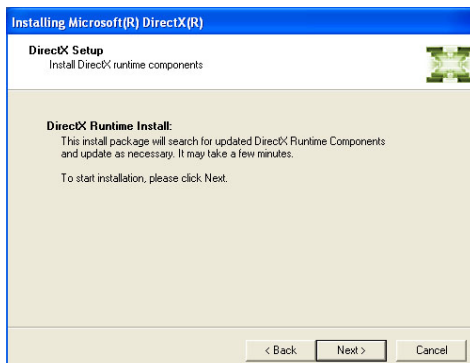 Installing Microsoft(R) DirectX(R)
DirectX Setup
Install DirectX runtime components
DirectX Runtime Install:
This install package will search for updated DirectX Runtime Components
and update as necessary. It may take a few minutes.
To start installation, please click Next.
< Back Next > Cancel